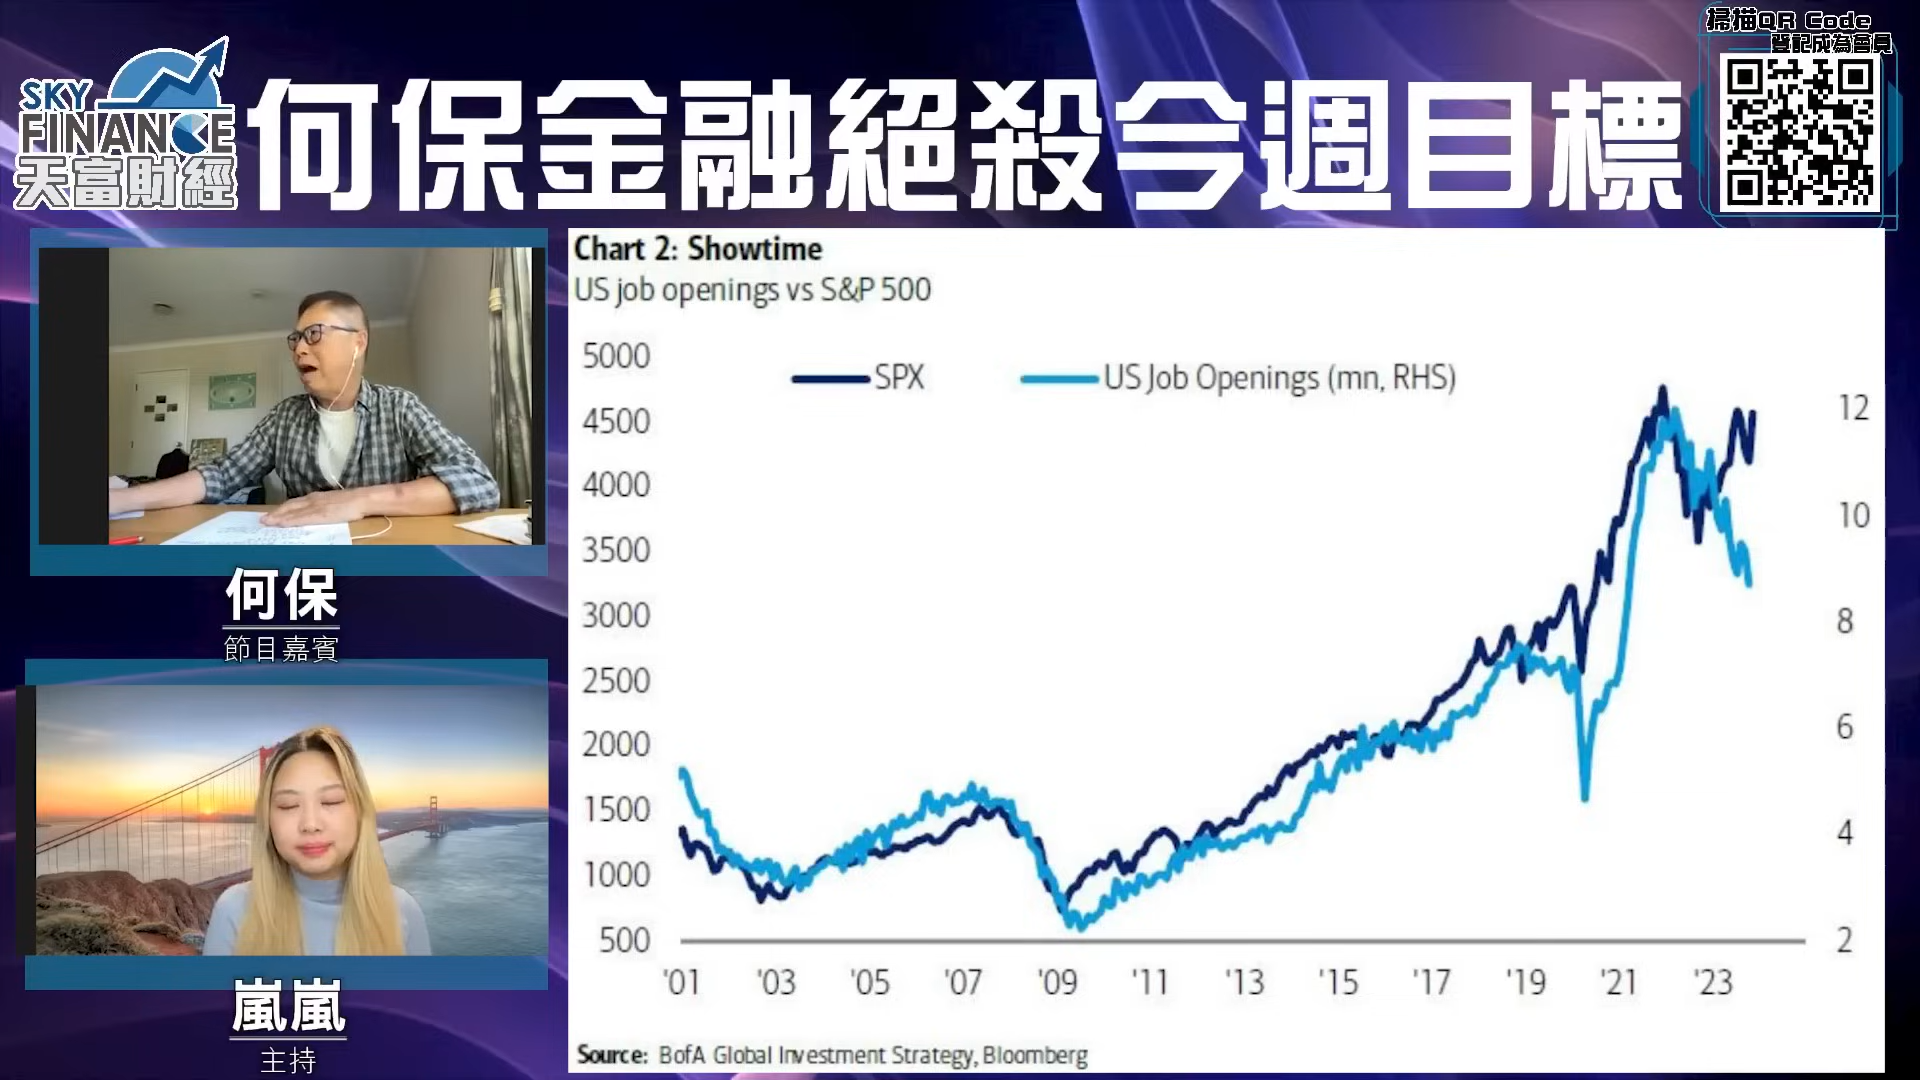 掃描QR Code
登記成為會員
SKY
FINANCE
天富財經
何保金融絕殺今週目標
何保
節目嘉賓
嵐嵐
主持
Chart 2: Showtime
US job openings vs S&P 500
SPX
US Job Openings (mn, RHS)
5000
4500
4000
3500
3000
2500
2000
1500
1000
500
12
10
8
6
4
2
'01 '03 '05 '07 '09 '11 '13 '15 '17 '19 '21 '23
Source: BofA Global Investment Strategy, Bloomberg